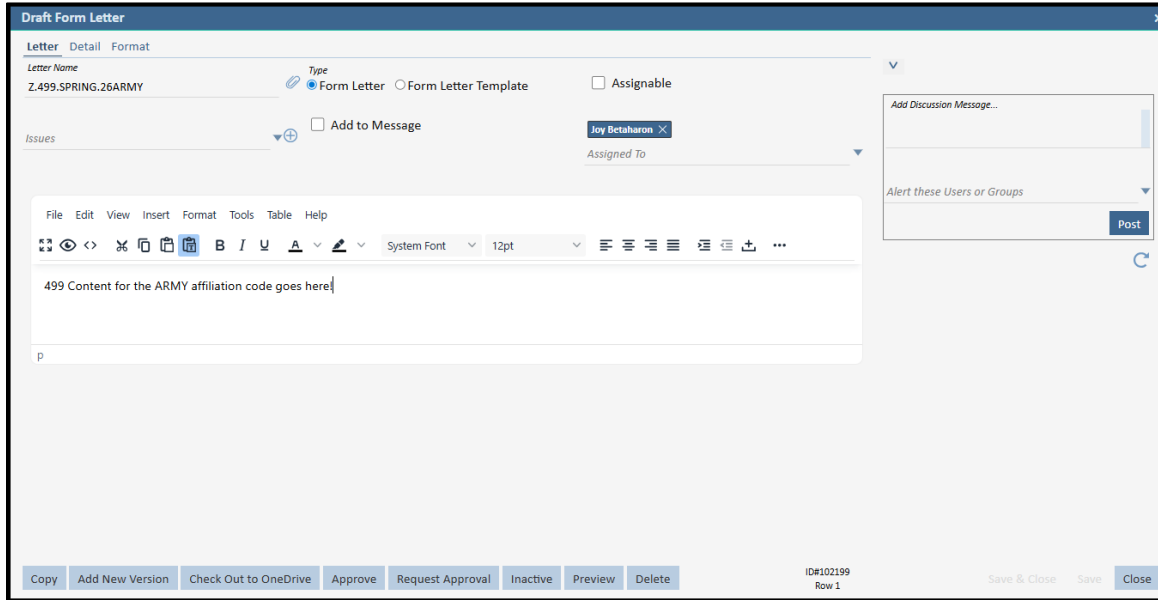 Draft Form Letter
Letter Detail Format
Letter Name
Z.499.SPRING.26ARMY
Type
Form Letter Form Letter Template
Assignable
Issues
Add to Message
Joy Betaharon
Assigned To
Add Discussion Message...
Alert these Users or Groups
Post
File Edit View Insert Format Tools Table Help
B I U A System Font 12pt
499 Content for the ARMY affiliation code goes here!
p
Copy Add New Version Check Out to OneDrive Approve Request Approval Inactive Preview Delete
ID#102199
Row 1
Save & Close Save Close